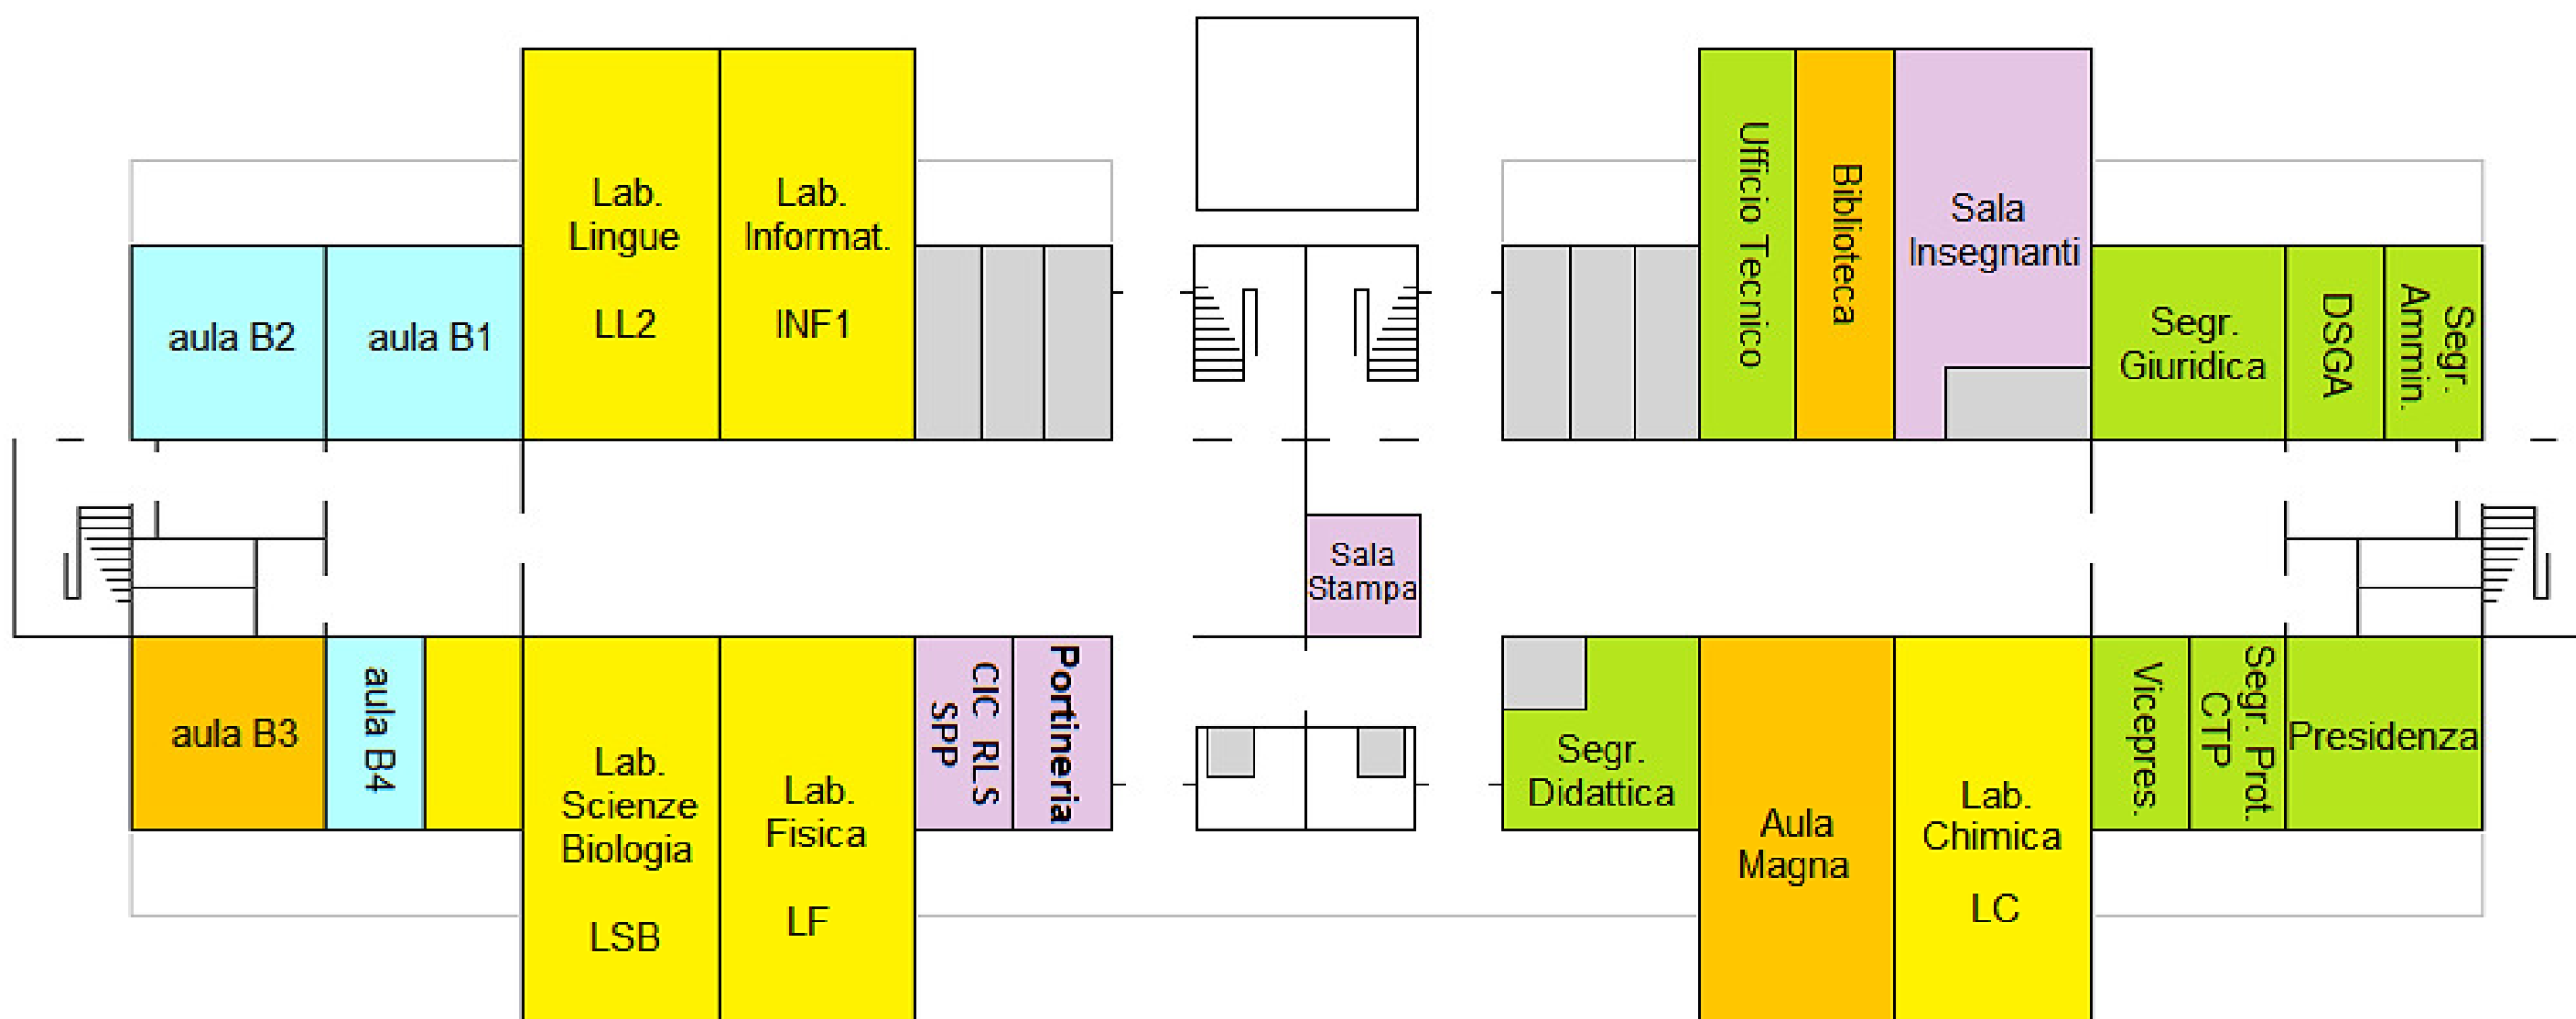 Lab.
Lingue
LL2
Lab.
Informat.
INF1
Ufficio Tecnico
Biblioteca
Sala
Insegnanti
aula B2
aula B1
Segr.
Giuridica
DSGA
Segr.
Ammin.
Sala
Stampa
aula B3
aula B4
Lab.
Scienze
Biologia
LSB
Lab.
Fisica
LF
CIC RLS
SPP
Portineria
Segr.
Didattica
Aula
Magna
Lab.
Chimica
LC
Vicepres.
Segr. Prot.
CTP
Presidenza